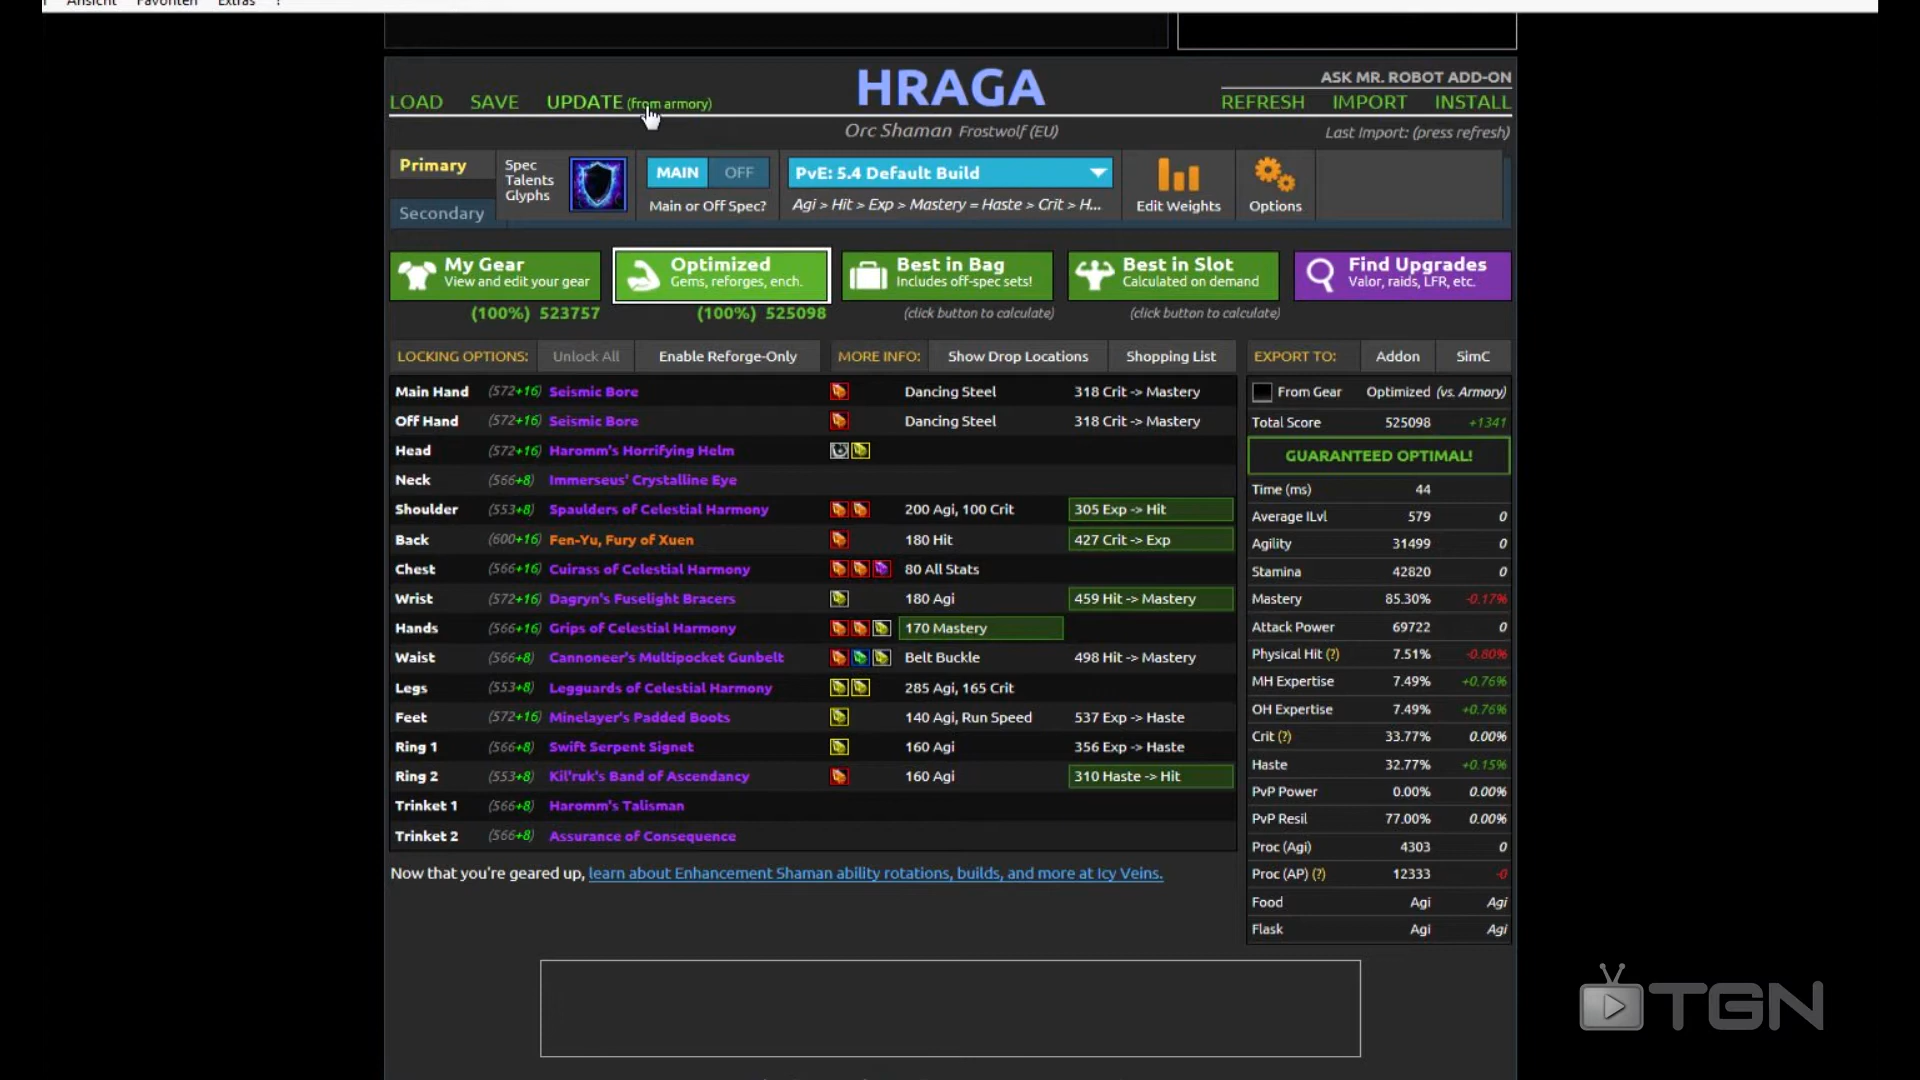 Ansicht Favoriten Extras ?
HRAGA
LOAD SAVE UPDATE (from armory)
ASK MR. ROBOT ADD-ON
REFRESH IMPORT INSTALL
Orc Shaman Frostwolf (EU)
Last Import: (press refresh)
Primary
Secondary
Spec
Talents
Glyphs
MAIN OFF
Main or Off Spec?
PvE: 5.4 Default Build
Agi > Hit > Exp > Mastery = Haste > Crit > H...
Edit Weights
Options
My Gear
View and edit your gear
(100%) 523757
Optimized
Gems, reforges, ench.
(100%) 525098
Best in Bag
Includes off-spec sets!
(click button to calculate)
Best in Slot
Calculated on demand
(click button to calculate)
Find Upgrades
Valor, raids, LFR, etc.
LOCKING OPTIONS: Unlock All Enable Reforge-Only MORE INFO: Show Drop Locations Shopping List
Main Hand (572+16) Seismic Bore Dancing Steel 318 Crit -> Mastery
Off Hand (572+16) Seismic Bore Dancing Steel 318 Crit -> Mastery
Head (572+16) Haromm's Horrifying Helm
Neck (566+8) Immerseus' Crystalline Eye
Shoulder (553+8) Spaulders of Celestial Harmony 200 Agi, 100 Crit 305 Exp -> Hit
Back (600+16) Fen-Yu, Fury of Xuen 180 Hit 427 Crit -> Exp
Chest (566+16) Cuirass of Celestial Harmony 80 All Stats
Wrist (572+16) Dagryn's Fuselight Bracers 180 Agi 459 Hit -> Mastery
Hands (566+16) Grips of Celestial Harmony 170 Mastery
Waist (566+8) Cannoneer's Multipocket Gunbelt Belt Buckle 498 Hit -> Mastery
Legs (553+8) Legguards of Celestial Harmony 285 Agi, 165 Crit
Feet (572+16) Minelayer's Padded Boots 140 Agi, Run Speed 537 Exp -> Haste
Ring 1 (566+8) Swift Serpent Signet 160 Agi 356 Exp -> Haste
Ring 2 (553+8) Kil'ruk's Band of Ascendancy 160 Agi 310 Haste -> Hit
Trinket 1 (566+8) Haromm's Talisman
Trinket 2 (566+8) Assurance of Consequence
Now that you're geared up, learn about Enhancement Shaman ability rotations, builds, and more at Icy Veins.
EXPORT TO: Addon SimC
From Gear Optimized (vs. Armory)
Total Score 525098 +1341
GUARANTEED OPTIMAL!
Time (ms) 44
Average ILvl 579 0
Agility 31499 0
Stamina 42820 0
Mastery 85.30% -0.17%
Attack Power 69722 0
Physical Hit (?) 7.51% -0.80%
MH Expertise 7.49% +0.76%
OH Expertise 7.49% +0.76%
Crit (?) 33.77% 0.00%
Haste 32.77% +0.15%
PvP Power 0.00% 0.00%
PvP Resil 77.00% 0.00%
Proc (Agi) 4303 0
Proc (AP) (?) 12333 -0
Food Agi Agi
Flask Agi Agi
TGN